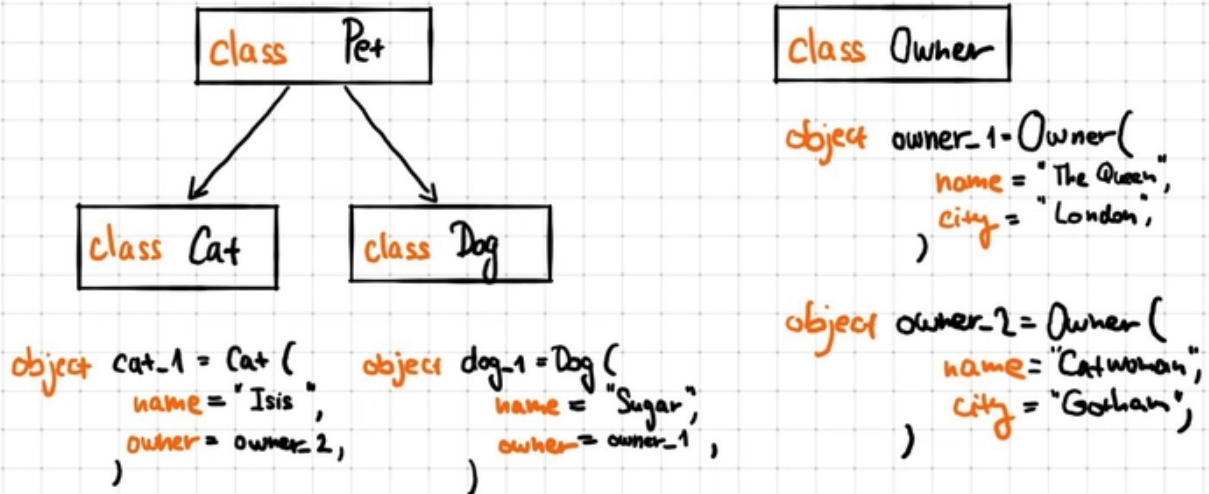 class Pet
class Owner
class Cat
class Dog
object cat_1 = Cat (
name = "Isis",
owner = owner_2,
)
object dog_1 = Dog (
name = "Sugar",
owner = owner_1,
)
object owner_1 = Owner(
name = "The Queen",
city = "London",
)
object owner_2 = Owner (
name = "Catwoman",
city = "Gotham",
)